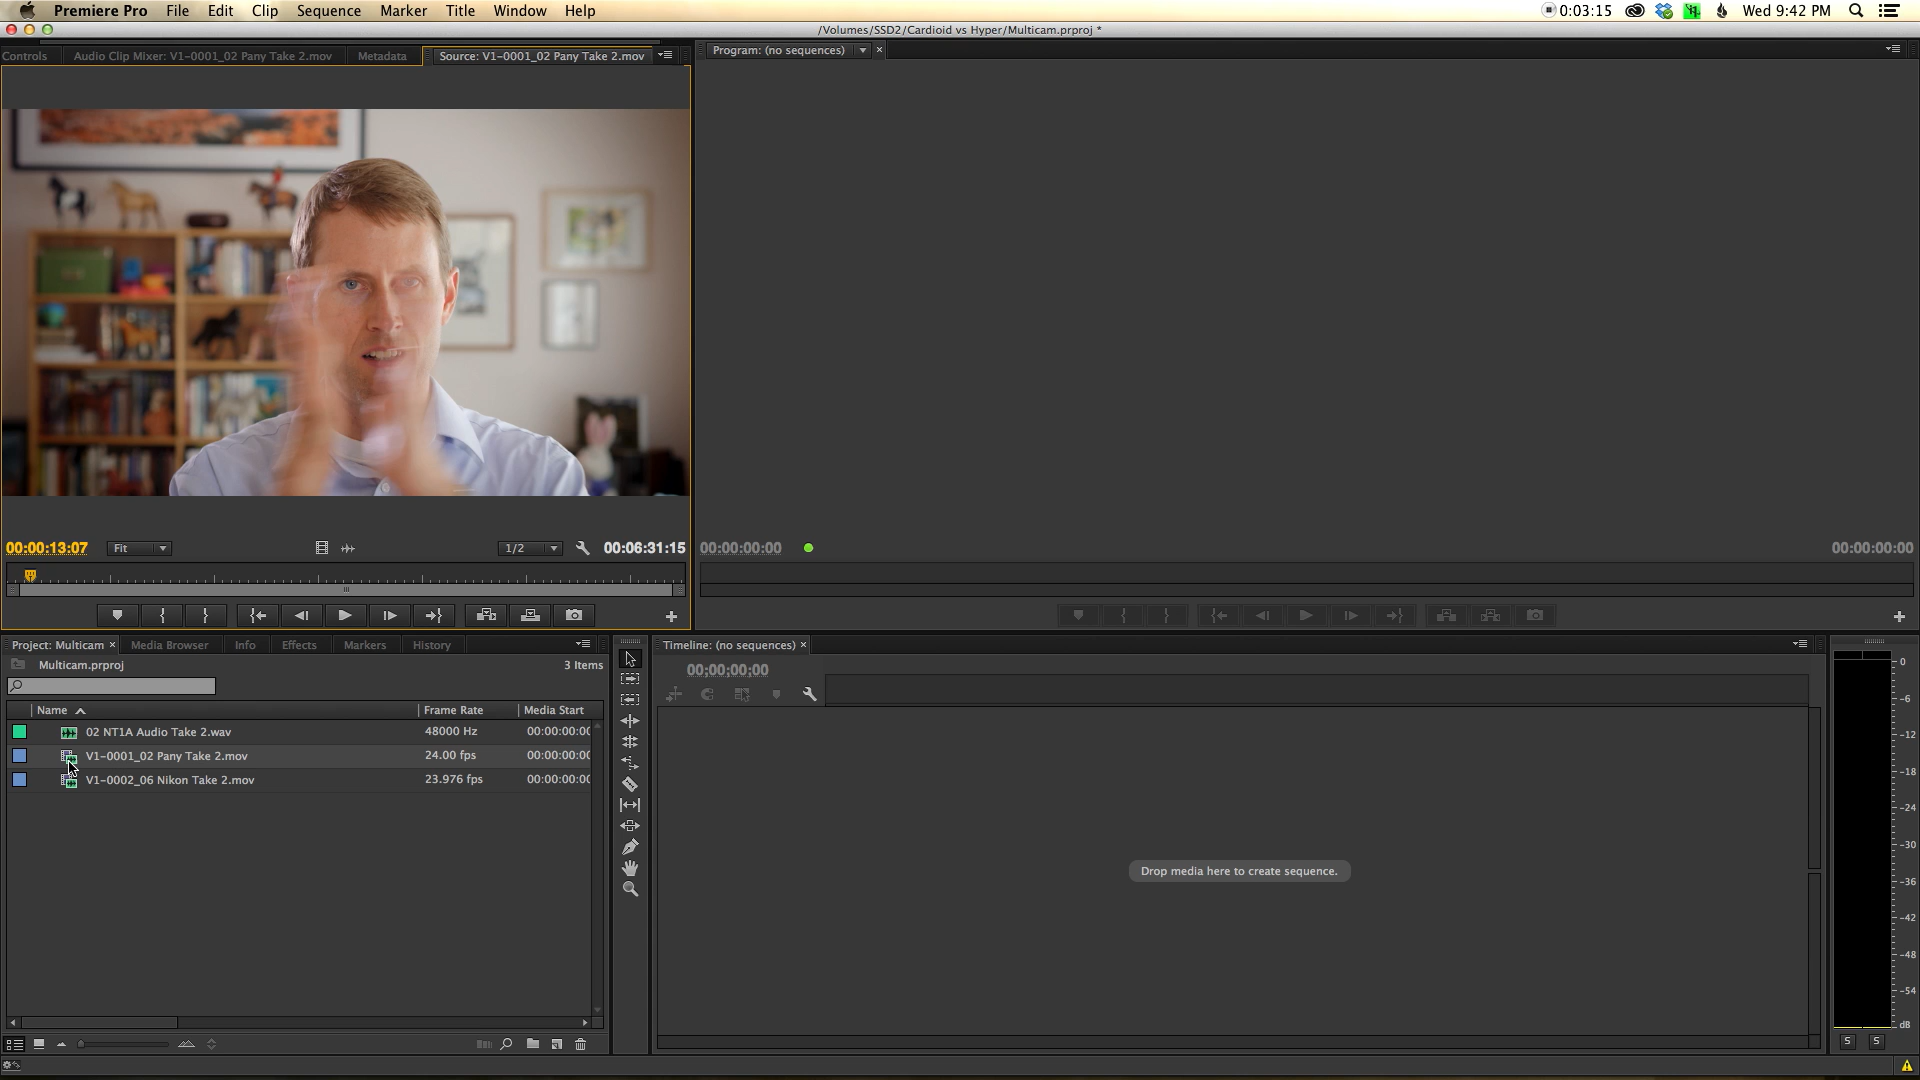 Premiere Pro File Edit Clip Sequence Marker Title Window Help 0:03:15 Wed 9:42 PM
/Volumes/SSD2/Cardioid vs Hyper/Multicam.prproj *
Controls Audio Clip Mixer: V1-0001_02 Pany Take 2.mov Metadata Source: V1-0001_02 Pany Take 2.mov
Program: (no sequences) ×
00:00:13:07 Fit 1/2 00:06:31:15
00:00:00:00 00:00:00:00
Project: Multicam × Media Browser Info Effects Markers History
Multicam.prproj 3 Items
Name Frame Rate Media Start
02 NT1A Audio Take 2.wav 48000 Hz 00:00:00:00
V1-0001_02 Pany Take 2.mov 24.00 fps 00:00:00:00
V1-0002_06 Nikon Take 2.mov 23.976 fps 00:00:00:00
Timeline: (no sequences) ×
00;00;00;00
Drop media here to create sequence.
0
-6
-12
-18
-24
-30
-36
-42
-48
-54
dB
S S